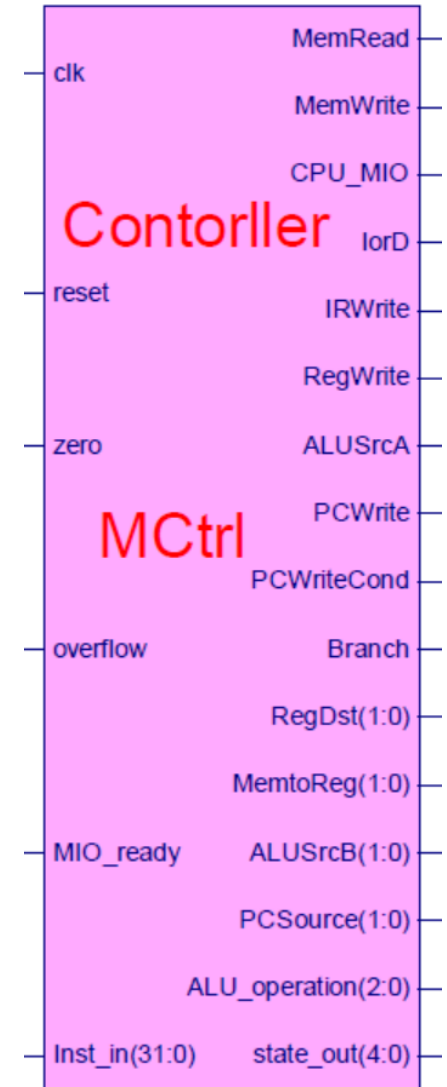 MemRead
clk
MemWrite
CPU_MIO
Contorller
IorD
reset
IRWrite
RegWrite
zero
ALUSrcA
MCtrl
PCWrite
PCWriteCond
overflow
Branch
RegDst(1:0)
MemtoReg(1:0)
MIO_ready
ALUSrcB(1:0)
PCSource(1:0)
ALU_operation(2:0)
Inst_in(31:0)
state_out(4:0)